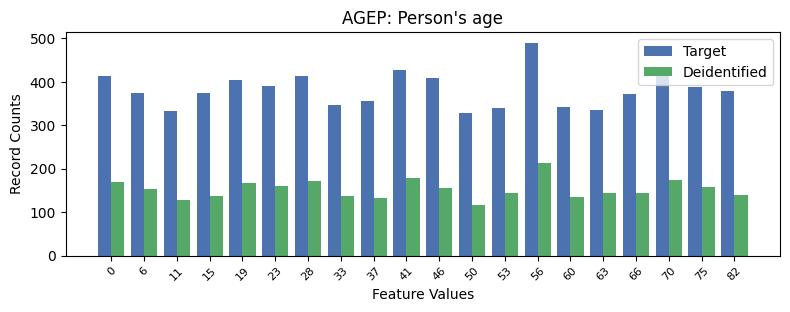 AGEP: Person's age
500
400
300
200
100
0
Record Counts
Target
Deidentified
0 6 11 15 19 23 28 33 37 41 46 50 53 56 60 63 66 70 75 82
Feature Values